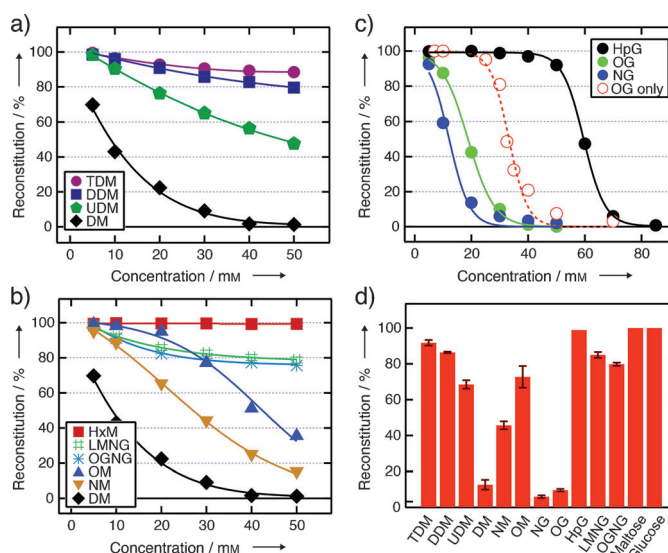 a)
Reconstitution / %
100
80
60
40
20
0
TDM
DDM
UDM
DM
0 10 20 30 40 50
Concentration / mM
b)
Reconstitution / %
100
80
60
40
20
0
HxM
LMNG
OGNG
OM
NM
DM
0 10 20 30 40 50
Concentration / mM
c)
Reconstitution / %
100
80
60
40
20
0
HpG
OG
NG
OG only
0 20 40 60 80
Concentration / mM
d)
Reconstitution / %
100
80
60
40
20
0
TDM
DDM
UDM
DM
NM
OM
NG
OG
HpG
LMNG
OGNG
Maltose
Glucose